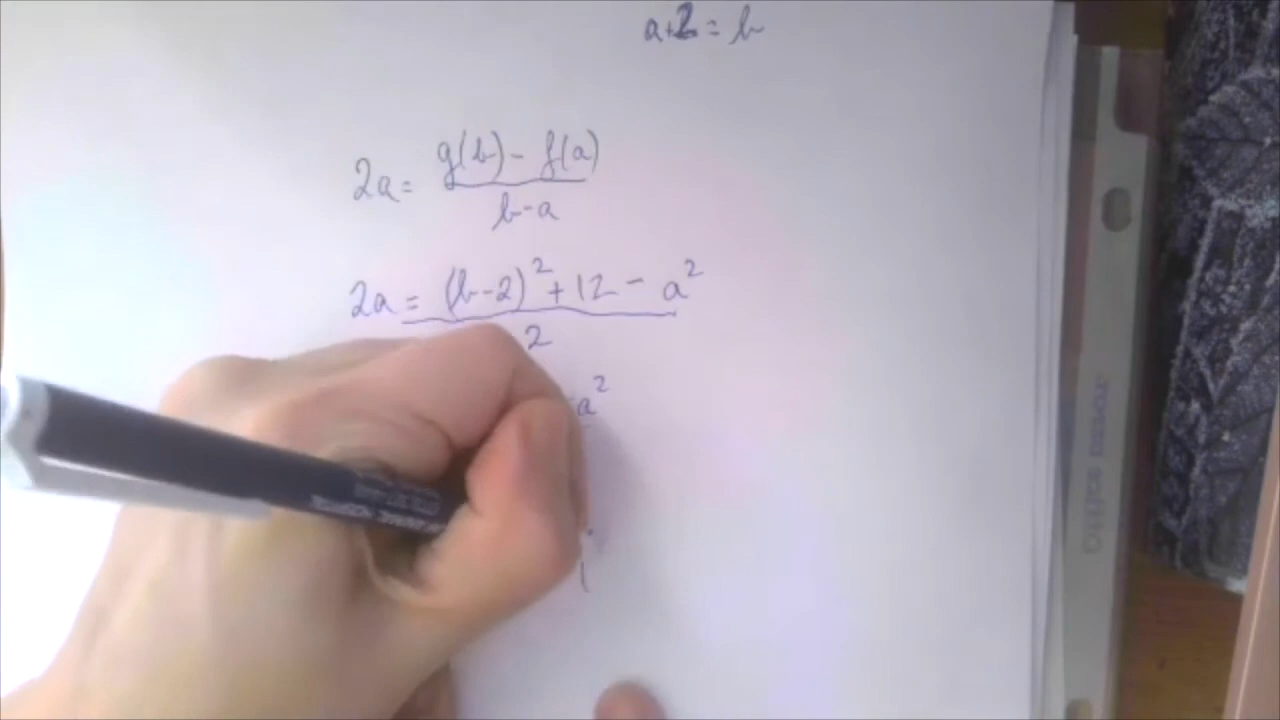 a+2 = b
2a = g(b) - f(a) / b-a
2a = (b-2)² + 12 - a² / 2
a²